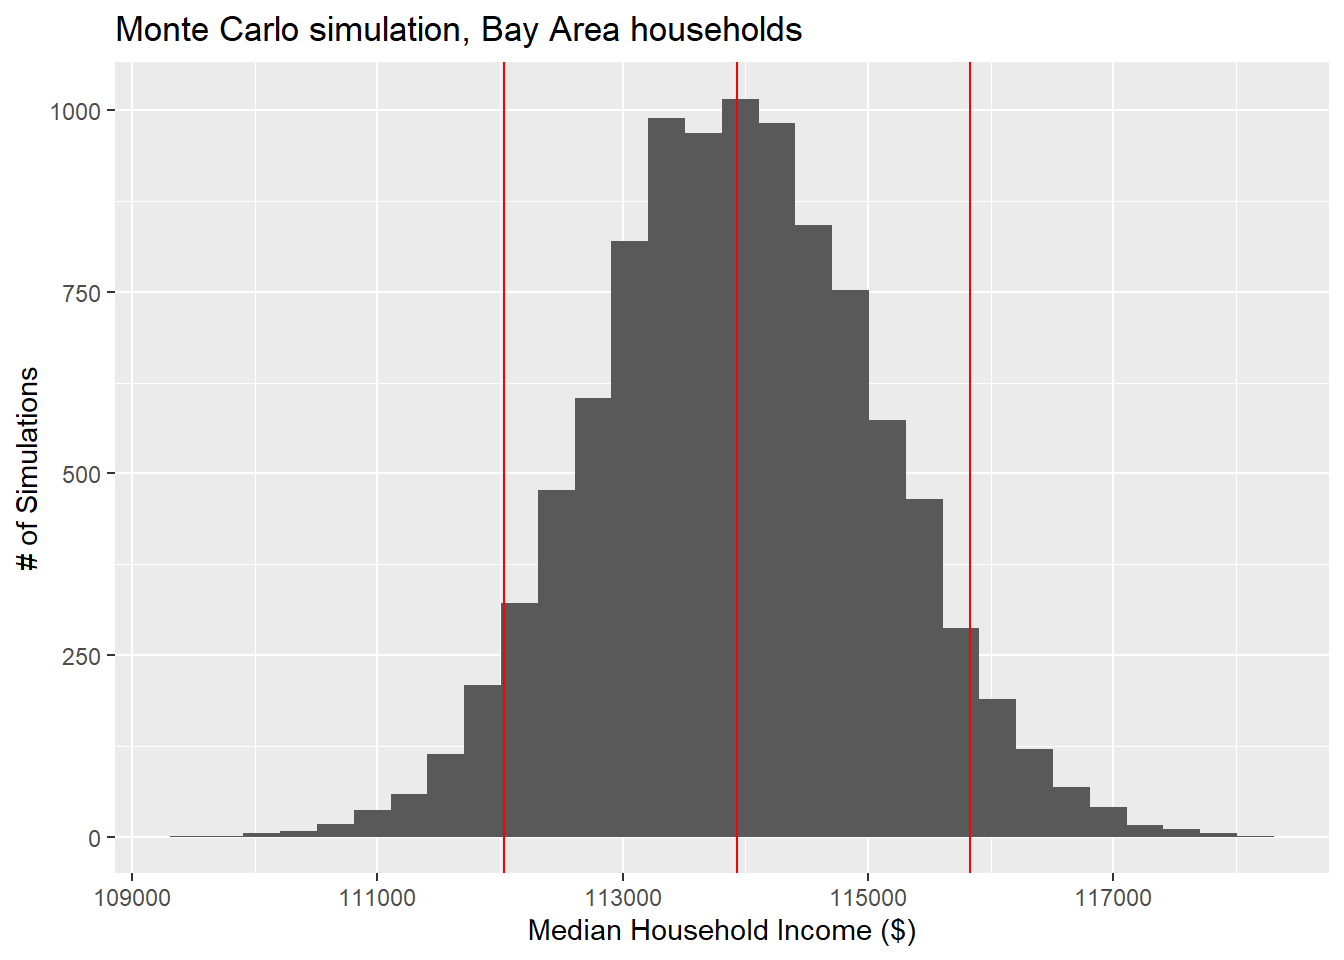 Monte Carlo simulation, Bay Area households
1000
750
500
250
0
# of Simulations
109000 111000 113000 115000 117000
Median Household Income ($)